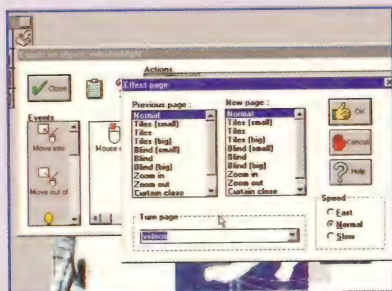 Actions
Close
Effect page
Events
Move into
Move out of
Mouse
Previous page :
Normal
Tiles (small)
Tiles
Tiles (big)
Blind (small)
Blind
Blind (big)
Zoom in
Zoom out
Curtain close
New page :
Normal
Tiles (small)
Tiles
Tiles (big)
Blind (small)
Blind
Blind (big)
Zoom in
Zoom out
Curtain close
OK
Cancel
Help
Turn page
videos
Speed
Fast
Normal
Slow